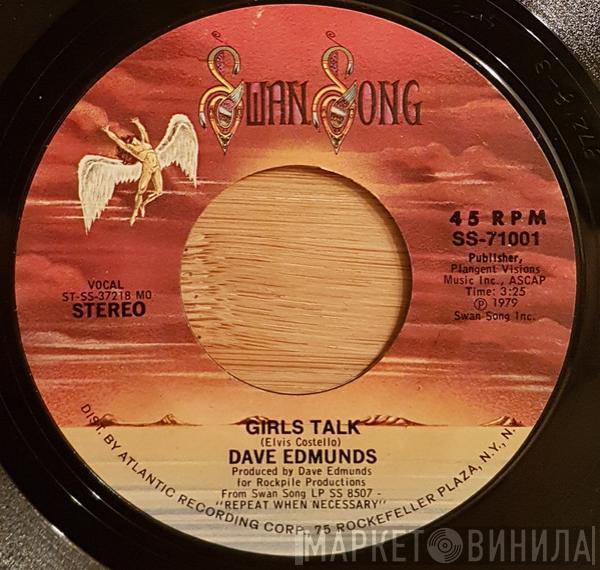 SWAN SONG
45 RPM
SS-71001
Publisher,
Plangent Visions
Music Inc., ASCAP
Time: 3:25
Ⓟ 1979
Swan Song Inc.
VOCAL
ST-SS-37218 MO
STEREO
GIRLS TALK
(Elvis Costello)
DAVE EDMUNDS
Produced by Dave Edmunds
for Rockpile Productions
From Swan Song LP SS 8507 -
"REPEAT WHEN NECESSARY"
DIST. BY ATLANTIC RECORDING CORP. 75 ROCKEFELLER PLAZA, N.Y., N.
МАРКЕТ ВИНИЛА